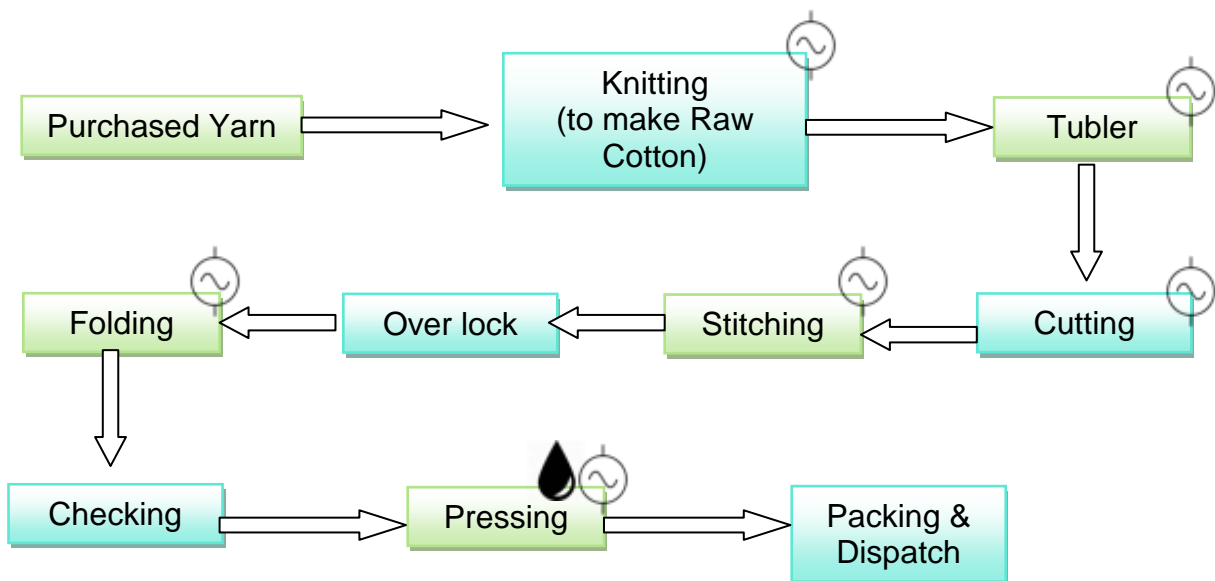 Purchased Yarn
Knitting
(to make Raw
Cotton)
Tubler
Cutting
Stitching
Over lock
Folding
Checking
Pressing
Packing &
Dispatch